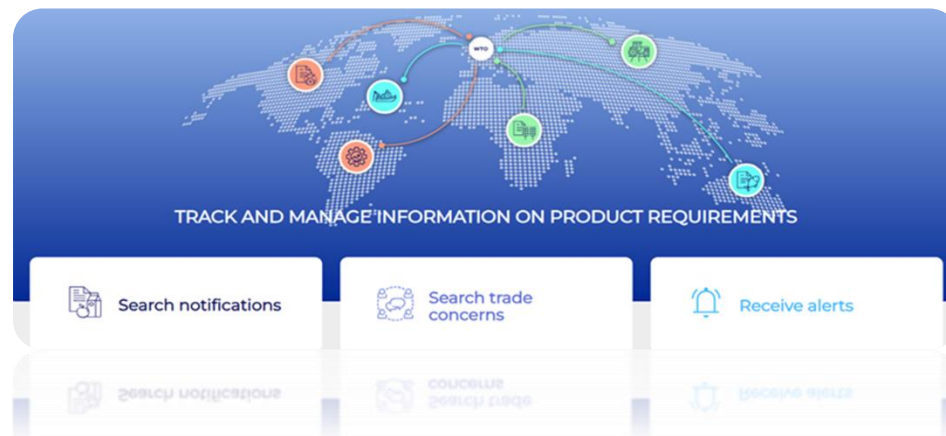 WTO
TRACK AND MANAGE INFORMATION ON PRODUCT REQUIREMENTS
Search notifications
Search trade
concerns
Receive alerts